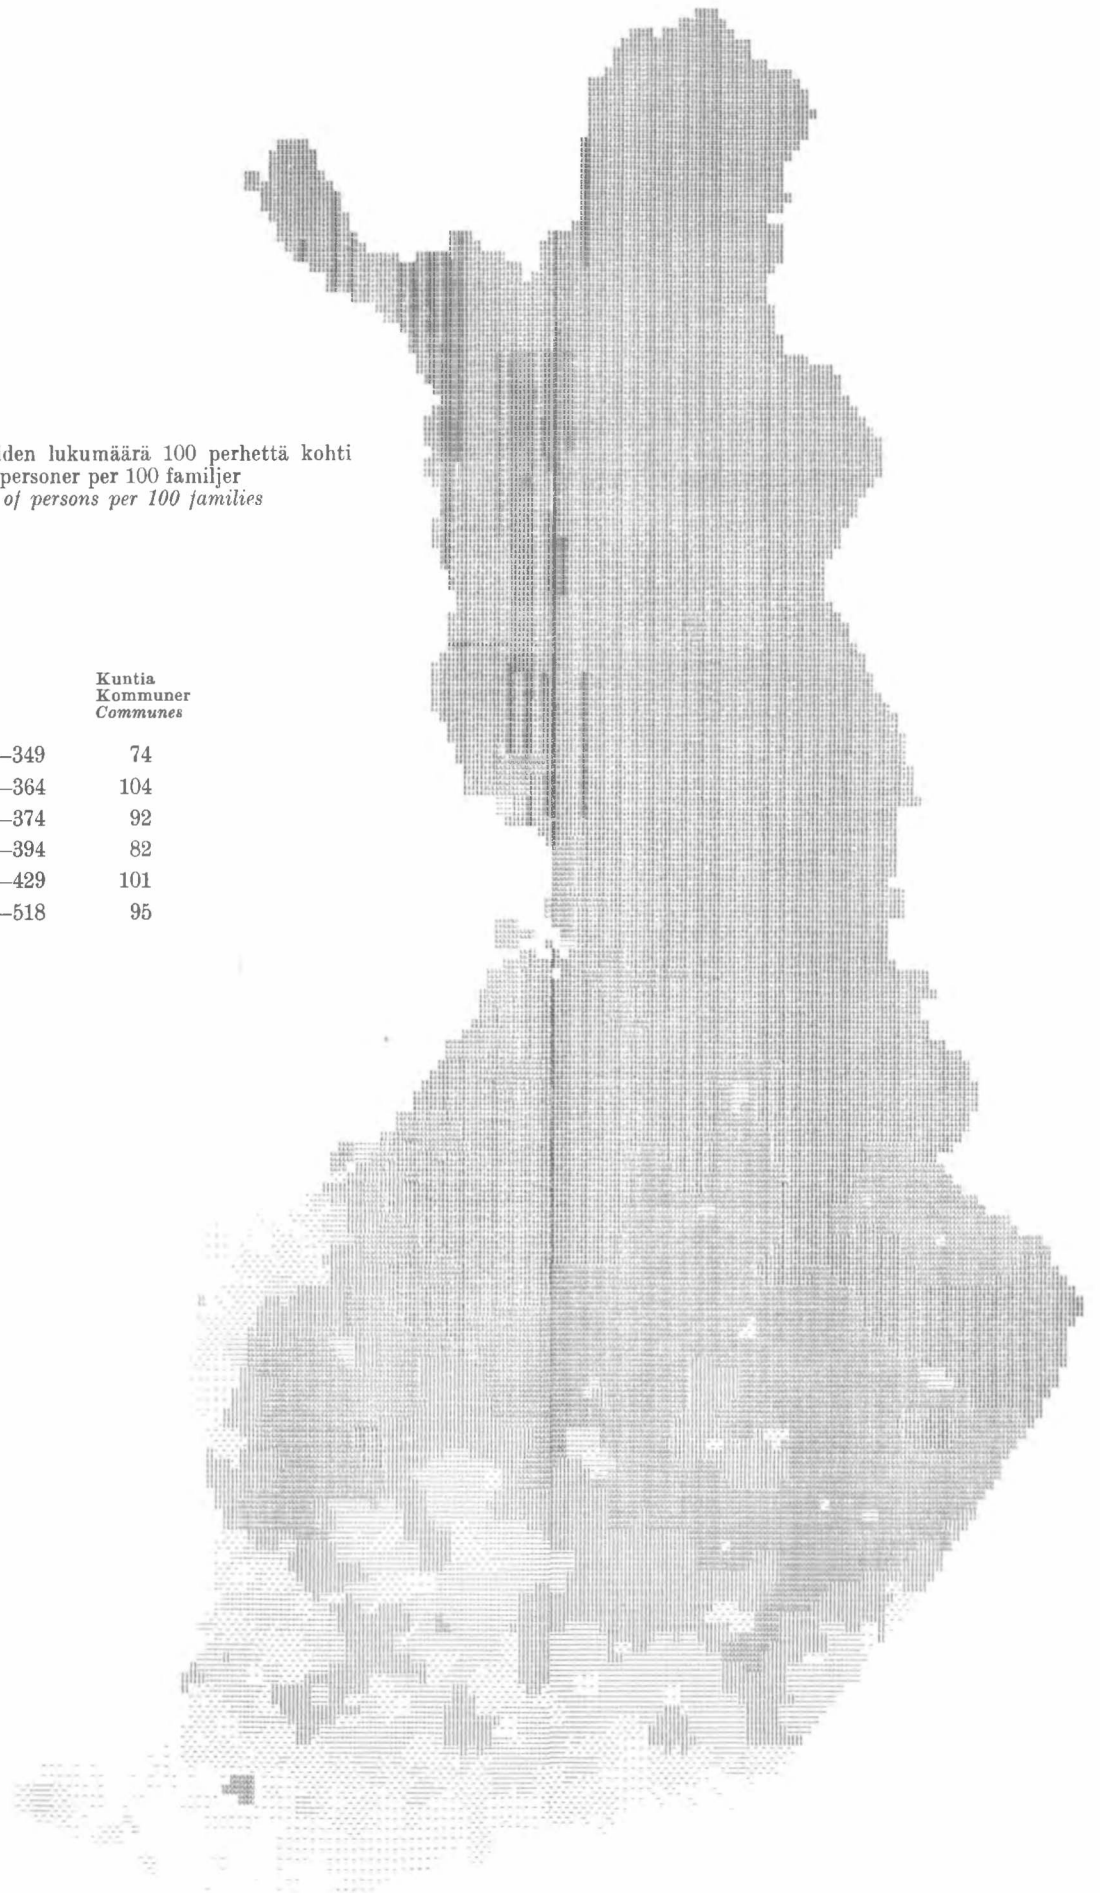 iden lukumäärä 100 perhettä kohti
personer per 100 familjer
of persons per 100 families
Kuntia
Kommuner
Communes
—349 74
—364 104
—374 92
—394 82
—429 101
—518 95